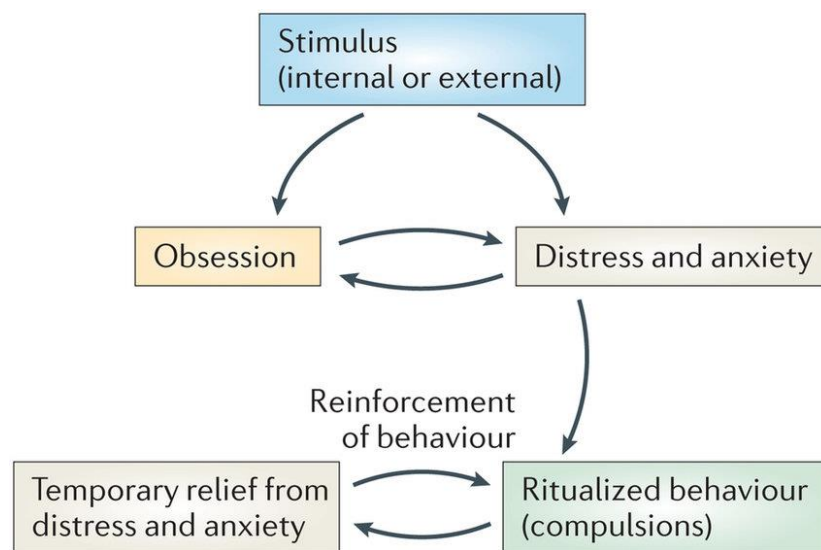 Stimulus
(internal or external)
Obsession
Distress and anxiety
Reinforcement
of behaviour
Temporary relief from
distress and anxiety
Ritualized behaviour
(compulsions)